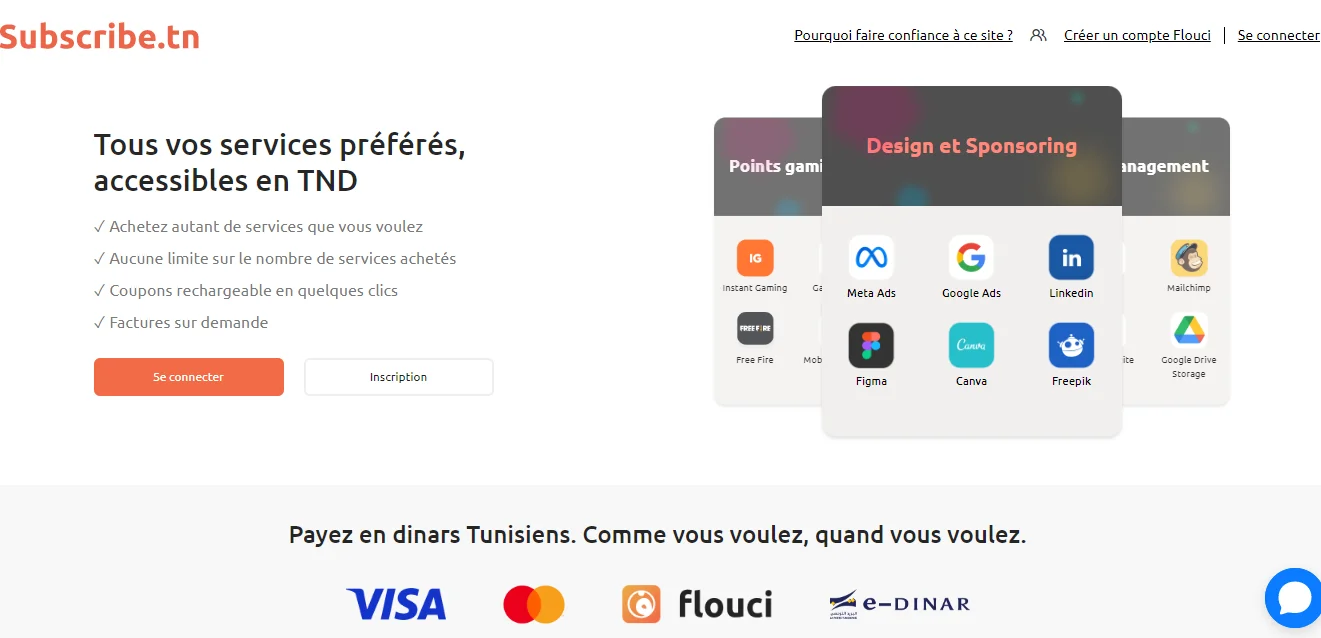 Subscribe.tn
Pourquoi faire confiance à ce site ?
Créer un compte Flouci
Se connecter
Tous vos services préférés,
accessibles en TND
✓ Achetez autant de services que vous voulez
✓ Aucune limite sur le nombre de services achetés
✓ Coupons rechargeable en quelques clics
✓ Factures sur demande
Se connecter
Inscription
Points gami
IG
Instant Gaming
Ga
FREE FIRE
Free Fire
Mob
Design et Sponsoring
Meta Ads
Google Ads
in
Linkedin
Figma
Canva
Canva
Freepik
anagement
Mailchimp
ite
Google Drive
Storage
Payez en dinars Tunisiens. Comme vous voulez, quand vous voulez.
VISA
flouci
e-DINAR